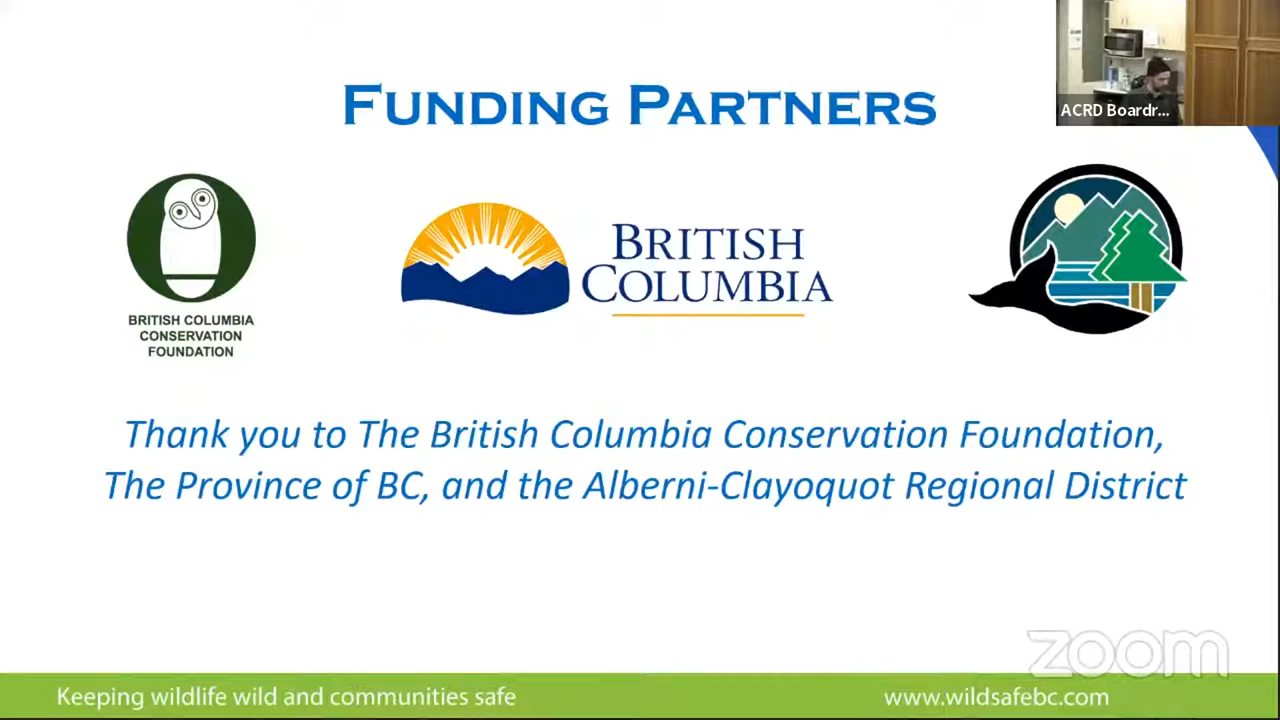 FUNDING PARTNERS
ACRD Boardr...
BRITISH COLUMBIA
CONSERVATION
FOUNDATION
BRITISH
COLUMBIA
Thank you to The British Columbia Conservation Foundation,
The Province of BC, and the Alberni-Clayoquot Regional District
zoom
Keeping wildlife wild and communities safe
www.wildsafebc.com